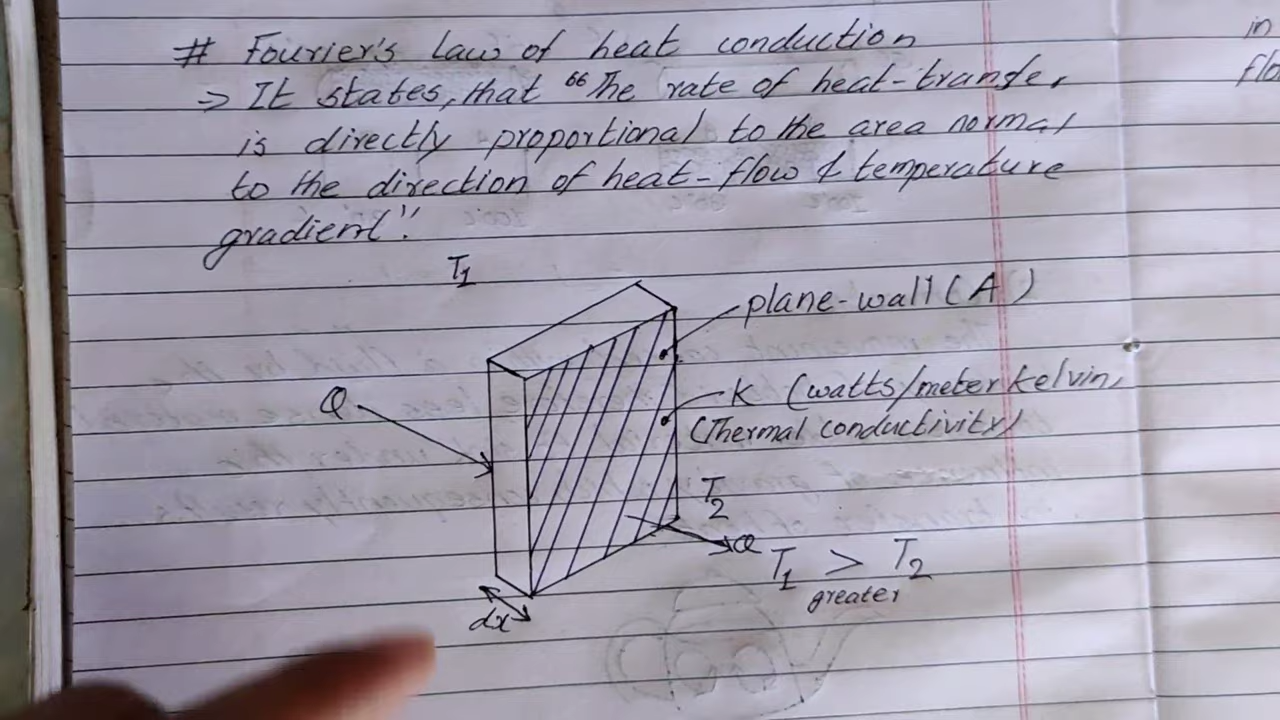 # Fourier's law of heat conduction
⇒ It states, that "The rate of heat-transfer
is directly proportional to the area normal
to the direction of heat-flow & temperature
gradient".
T1
plane-wall (A)
Q
K (watts/meter kelvin)
(Thermal conductivity)
T2
Q
T1 > T2
greater
dx
in
flo